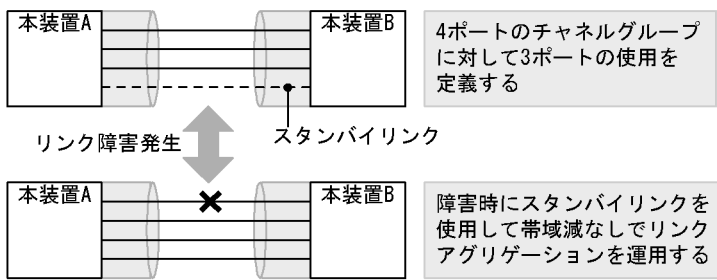 本装置A
本装置B
4ポートのチャネルグループ
に対して3ポートの使用を
定義する
リンク障害発生
スタンバイリンク
本装置A
本装置B
障害時にスタンバイリンクを
使用して帯域減なしでリンク
アグリゲーションを運用する